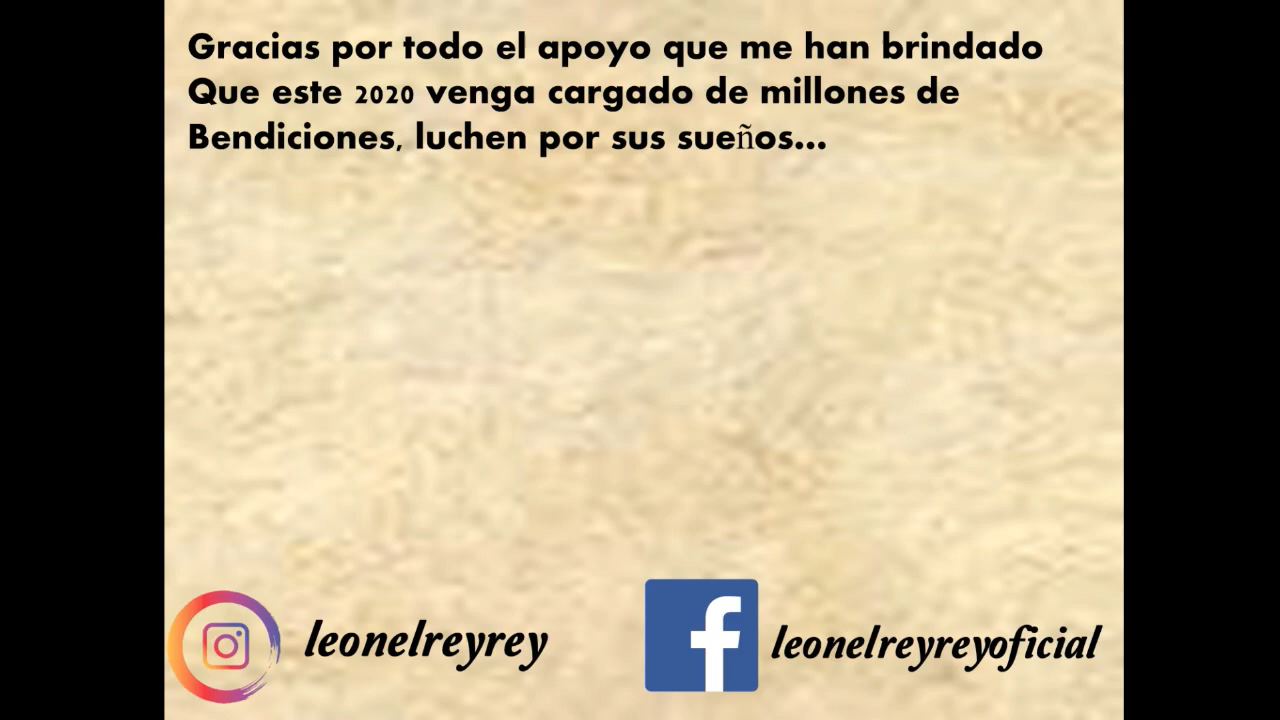 Gracias por todo el apoyo que me han brindado
Que este 2020 venga cargado de millones de
Bendiciones, luchen por sus sueños...
leonelreyrey
leonelreyreyoficial